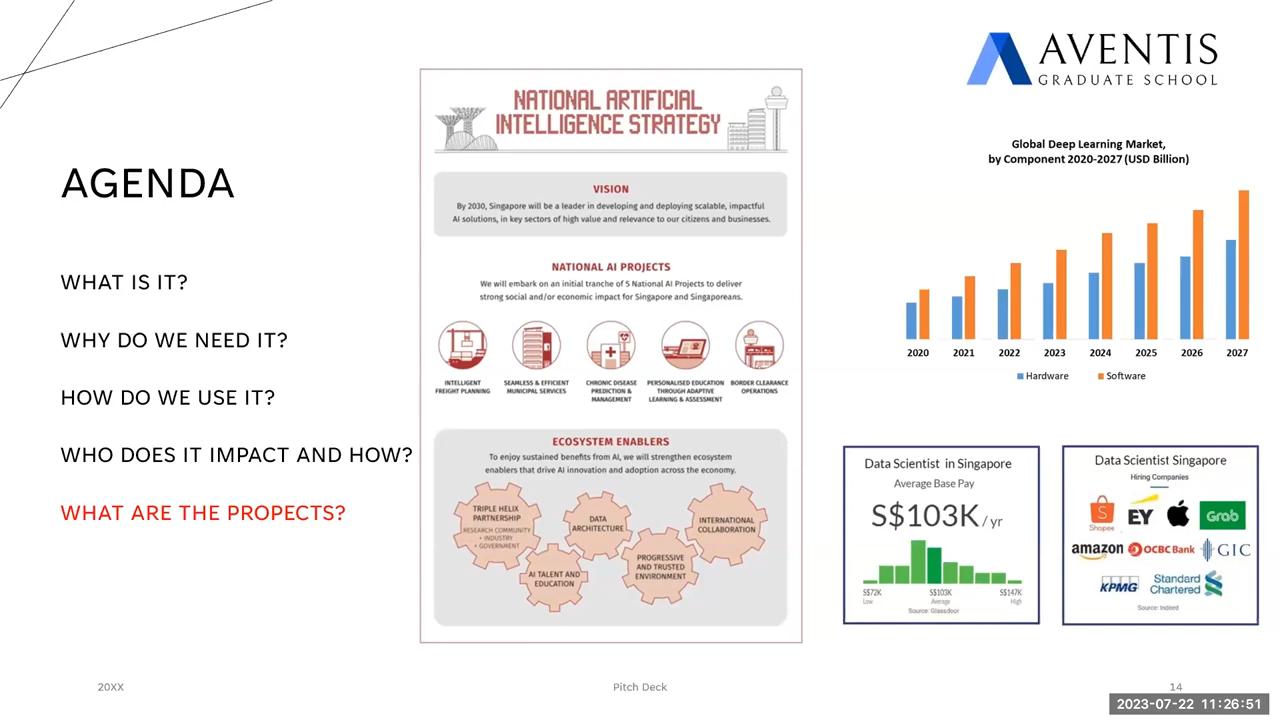 AVENTIS
GRADUATE SCHOOL
AGENDA
WHAT IS IT?
WHY DO WE NEED IT?
HOW DO WE USE IT?
WHO DOES IT IMPACT AND HOW?
WHAT ARE THE PROPECTS?
NATIONAL ARTIFICIAL
INTELLIGENCE STRATEGY
VISION
By 2030, Singapore will be a leader in developing and deploying scalable, impactful
AI solutions, in key sectors of high value and relevance to our citizens and businesses.
NATIONAL AI PROJECTS
We will embark on an initial tranche of 5 National AI Projects to deliver
strong social and/or economic impact for Singapore and Singaporeans.
INTELLIGENT
FREIGHT PLANNING
SEAMLESS & EFFICIENT
MUNICIPAL SERVICES
CHRONIC DISEASE
PREDICTION &
MANAGEMENT
PERSONALISED EDUCATION
THROUGH ADAPTIVE
LEARNING & ASSESSMENT
BORDER CLEARANCE
OPERATIONS
ECOSYSTEM ENABLERS
To enjoy sustained benefits from AI, we will strengthen ecosystem
enablers that drive AI innovation and adoption across the economy.
TRIPLE HELIX
PARTNERSHIP
RESEARCH COMMUNITY
+ INDUSTRY
+ GOVERNMENT
DATA
ARCHITECTURE
INTERNATIONAL
COLLABORATION
AI TALENT AND
EDUCATION
PROGRESSIVE
AND TRUSTED
ENVIRONMENT
Global Deep Learning Market,
by Component 2020-2027 (USD Billion)
2020 2021 2022 2023 2024 2025 2026 2027
Hardware Software
Data Scientist in Singapore
Average Base Pay
S$103K / yr
S$72K S$103K S$147K
Low Average High
Source: Glassdoor
Data Scientist Singapore
Hiring Companies
Shopee EY Grab
amazon OCBC Bank GIC
KPMG Standard
Chartered
Source: Indeed
20XX
Pitch Deck
14
2023-07-22 11:26:51